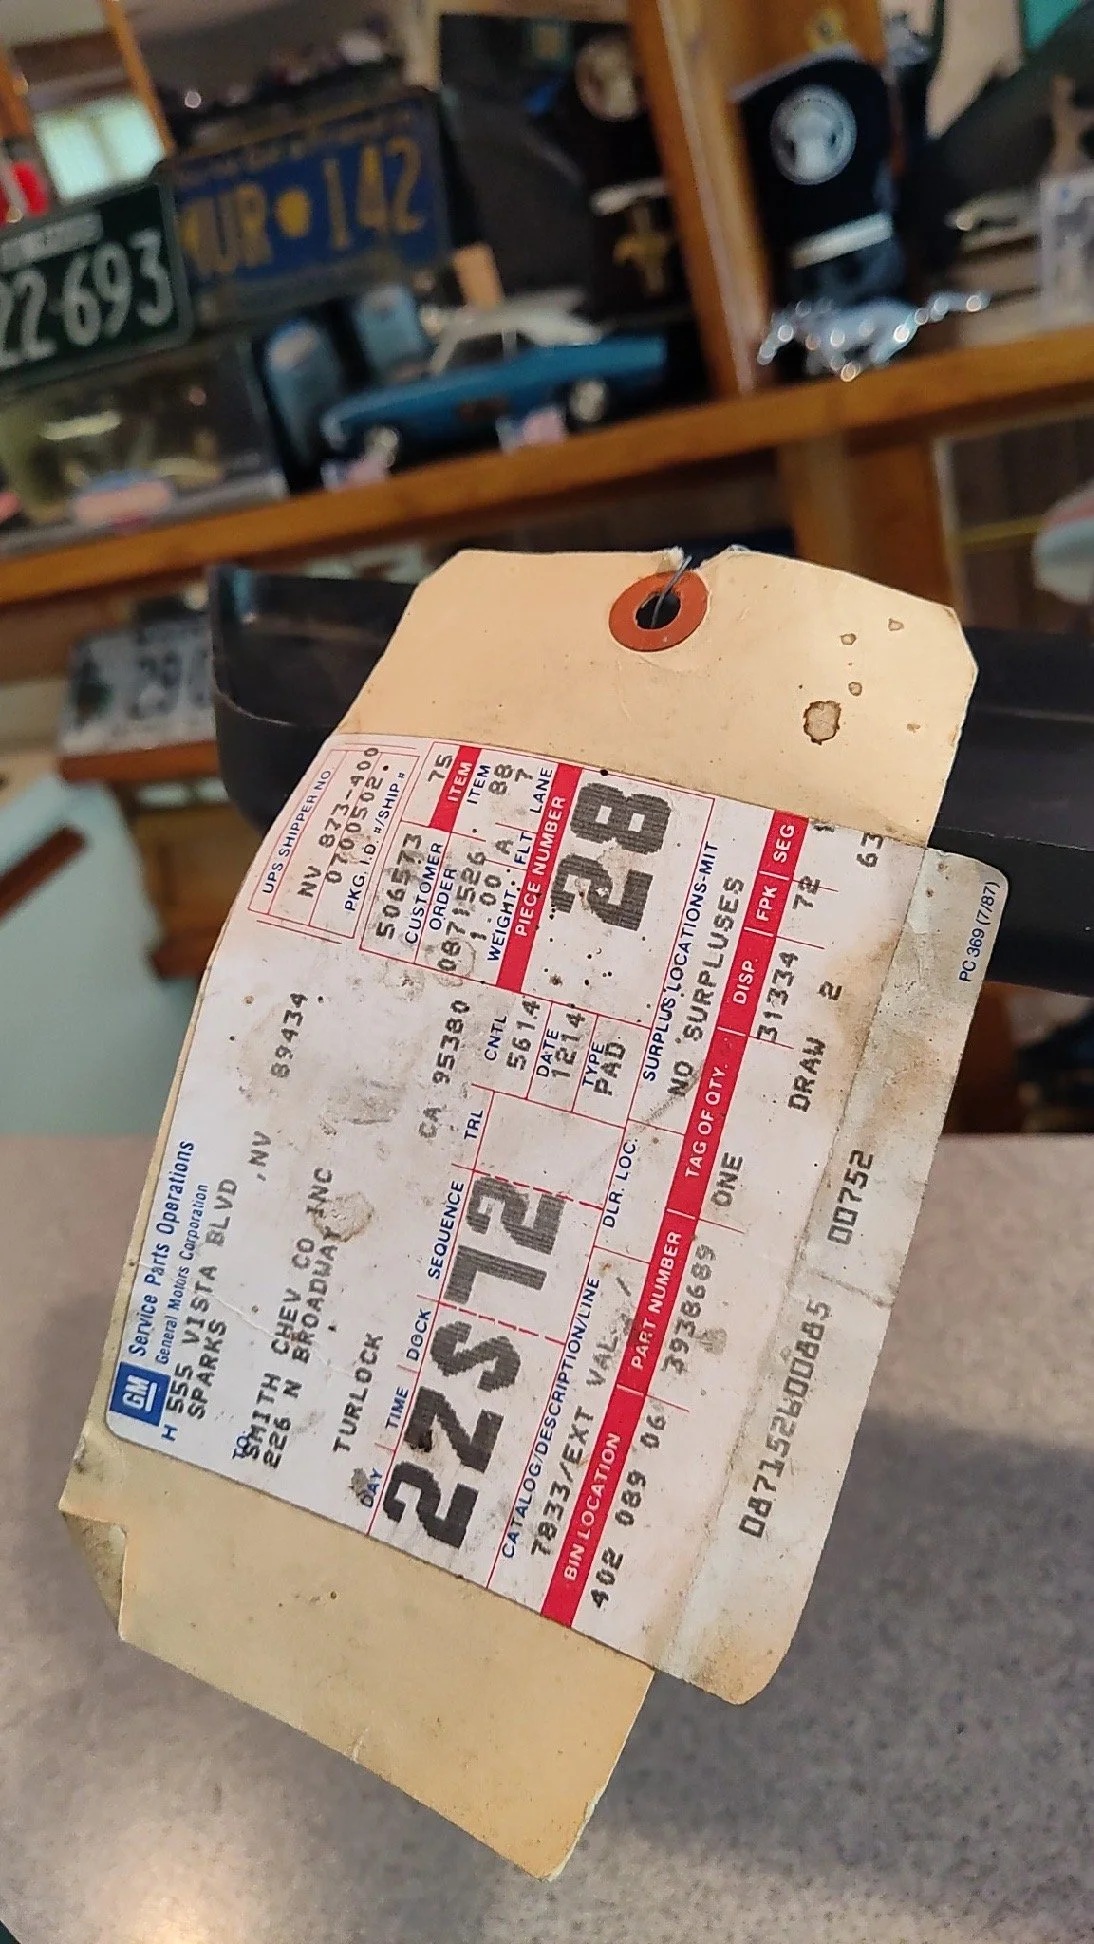 22·693
WUR 142
GM
Service Parts Operations
General Motors Corporation
H 555 VISTA BLVD
SPARKS ,NV 89434
TO
SMITH CHEV CO INC
226 N BROADWAY
TURLOCK CA 95380
UPS SHIPPER NO
NV 873-400
0700502
PKG. I.D. #/SHIP #
506573 75
CUSTOMER ORDER ITEM
0871526 88
WEIGHT FLT LANE
1.00 A 7
PIECE NUMBER
28
DAY TIME DOCK SEQUENCE TRL CNTL
22S72 5614
DATE
1214
TYPE
PAD
CATALOG/DESCRIPTION/LINE DLR. LOC. SURPLUS LOCATIONS-MIT
7833/EXT NO SURPLUSES
BIN LOCATION PART NUMBER TAG OF QTY. DISP. FPK SEG
402 089 06 3938689 ONE 31334 72
DRAW 2 63
0871526000885 00752
PC 369 (7/87)